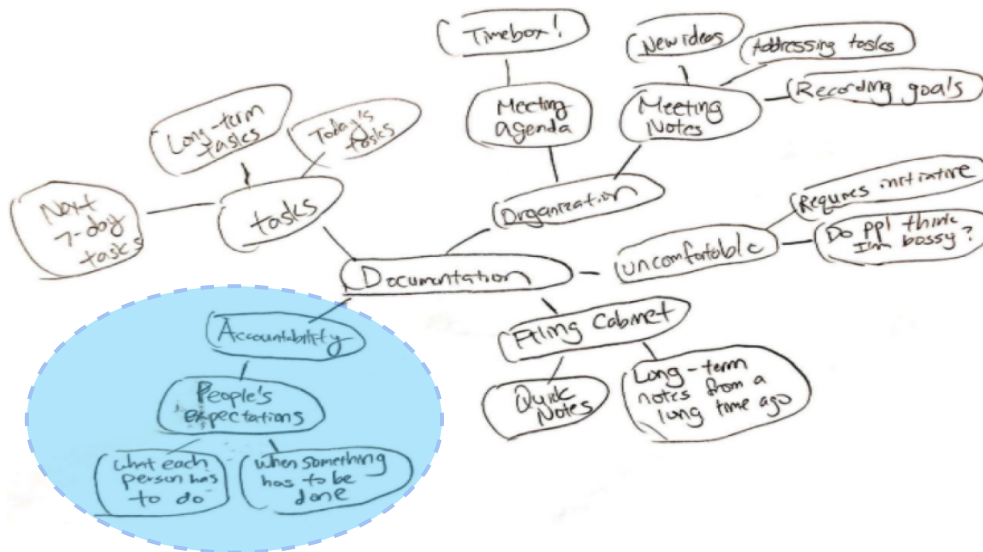 Timebox!
New ideas
Addressing tasks
Recording goals
Meeting
agenda
Meeting
Notes
Long-term
tasks
Today's
tasks
Next
7-day
tasks
tasks
Organization
Requires initiative
Do ppl think
I'm bossy?
Uncomfortable
Documentation
Accountability
Filing Cabinet
People's
expectations
Quick
Notes
Long-term
notes from a
long time ago
what each
person has
to do
when something
has to be
done